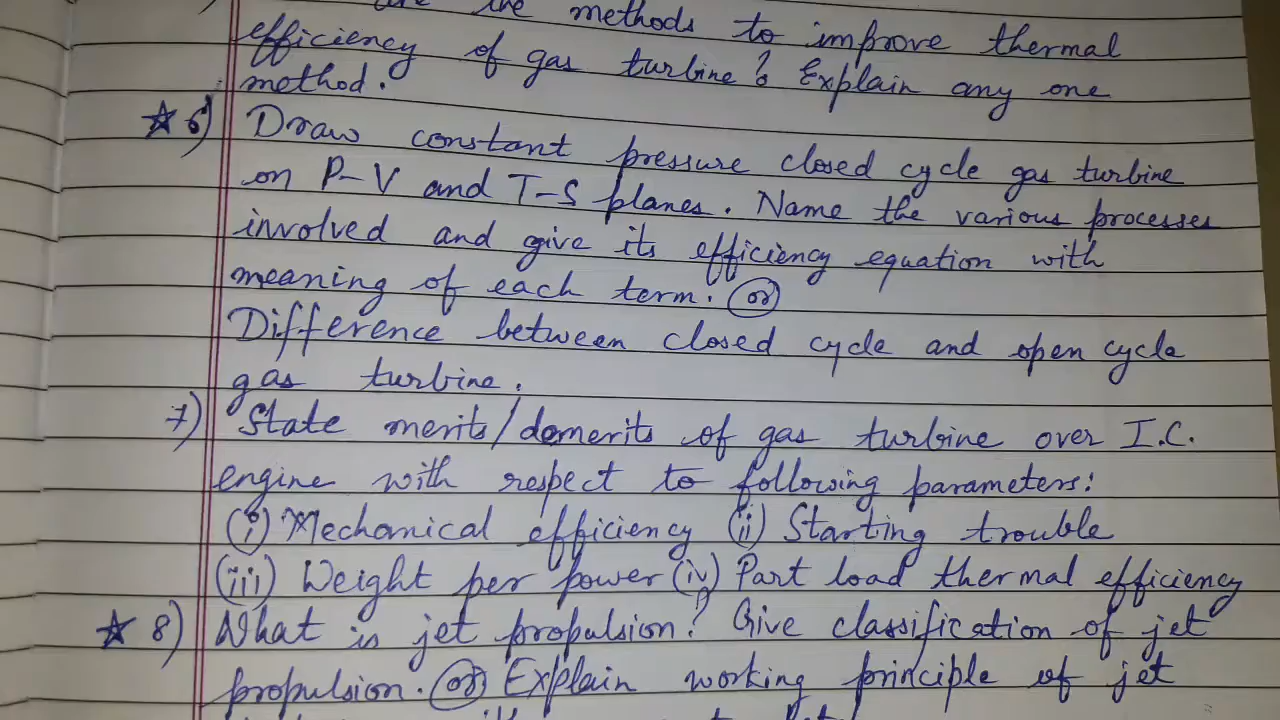 the methods to improve thermal
efficiency of gas turbine? Explain any one
method.
☆ 6) Draw constant pressure closed cycle gas turbine
on P-V and T-S planes. Name the various processes
involved and give its efficiency equation with
meaning of each term. (or)
Difference between closed cycle and open cycle
gas turbine.
7) State merits/demerits of gas turbine over I.C.
engine with respect to following parameters:
(i) Mechanical efficiency (ii) Starting trouble
(iii) Weight per power (iv) Part load thermal efficiency
☆ 8) What is jet propulsion? Give classification of jet
propulsion. (or) Explain working principle of jet